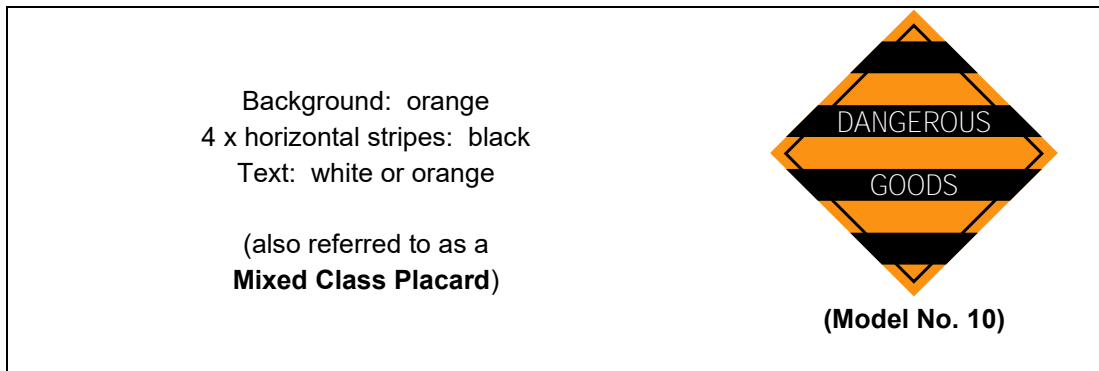 Background: orange
4 x horizontal stripes: black
Text: white or orange
(also referred to as a
Mixed Class Placard)
DANGEROUS
GOODS
(Model No. 10)